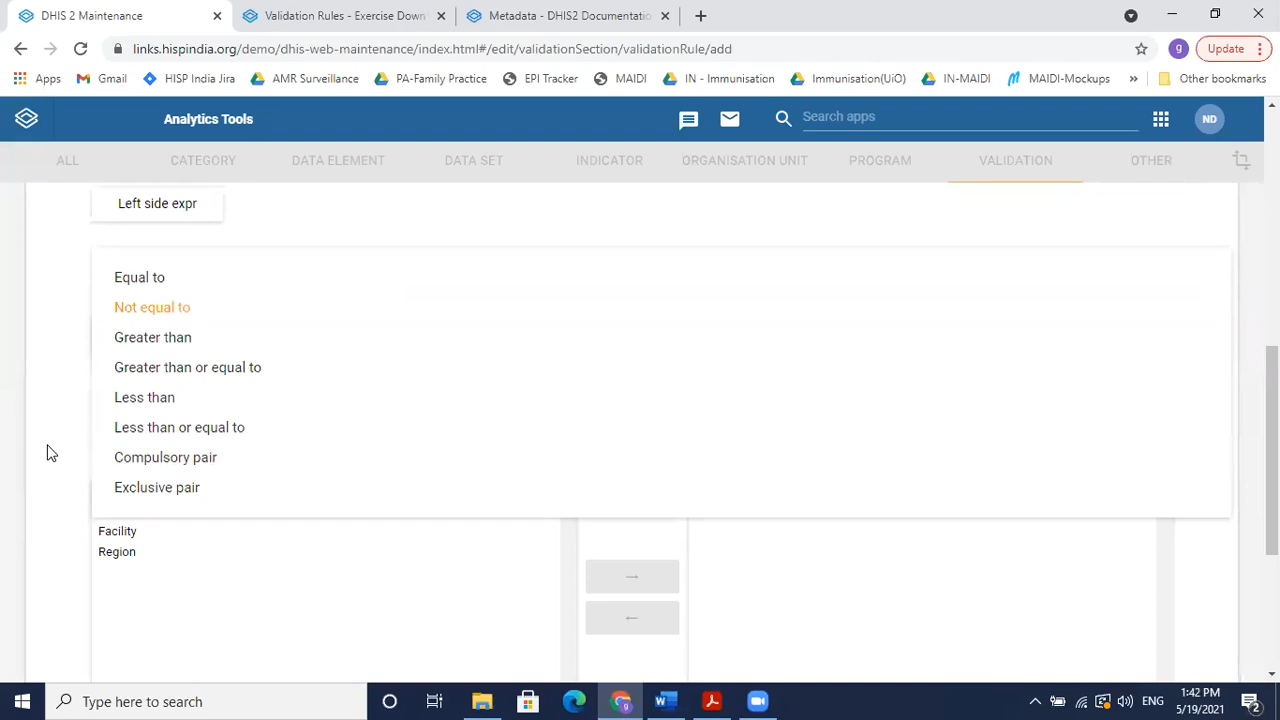 DHIS 2 Maintenance
Validation Rules - Exercise Down
Metadata - DHIS2 Documentatio
links.hispindia.org/demo/dhis-web-maintenance/index.html#/edit/validationSection/validationRule/add
g
Update
Apps
Gmail
HISP India Jira
AMR Surveillance
PA-Family Practice
EPI Tracker
MAIDI
IN - Immunisation
Immunisation(UiO)
IN-MAIDI
MAIDI-Mockups
»
Other bookmarks
Analytics Tools
Search apps
ND
ALL
CATEGORY
DATA ELEMENT
DATA SET
INDICATOR
ORGANISATION UNIT
PROGRAM
VALIDATION
OTHER
Left side expr
Equal to
Not equal to
Greater than
Greater than or equal to
Less than
Less than or equal to
Compulsory pair
Exclusive pair
Facility
Region
→
←
Type here to search
ENG
1:42 PM
5/19/2021
2